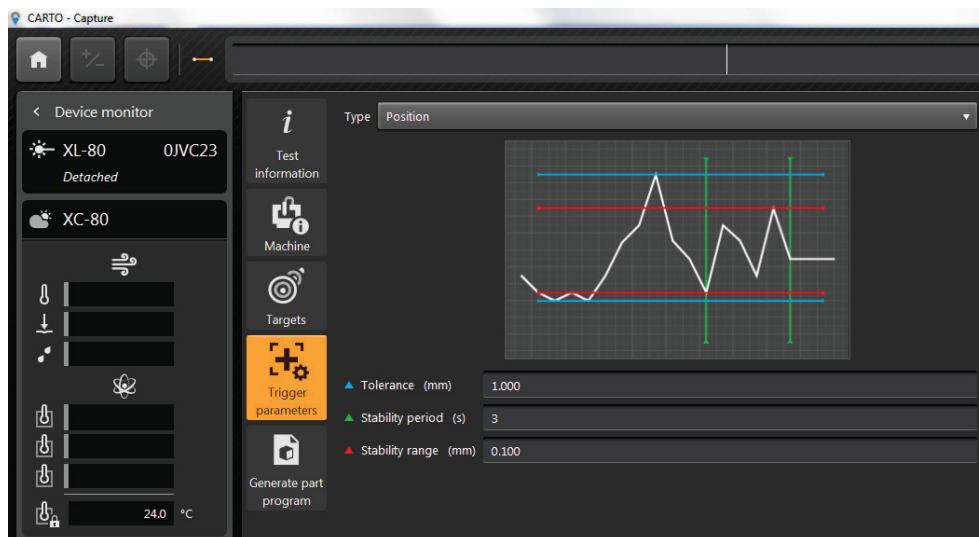 CARTO - Capture
Device monitor
XL-80 0JVC23
Detached
XC-80
24.0 °C
Test
information
Machine
Targets
Trigger
parameters
Generate part
program
Type Position
Tolerance (mm) 1.000
Stability period (s) 3
Stability range (mm) 0.100